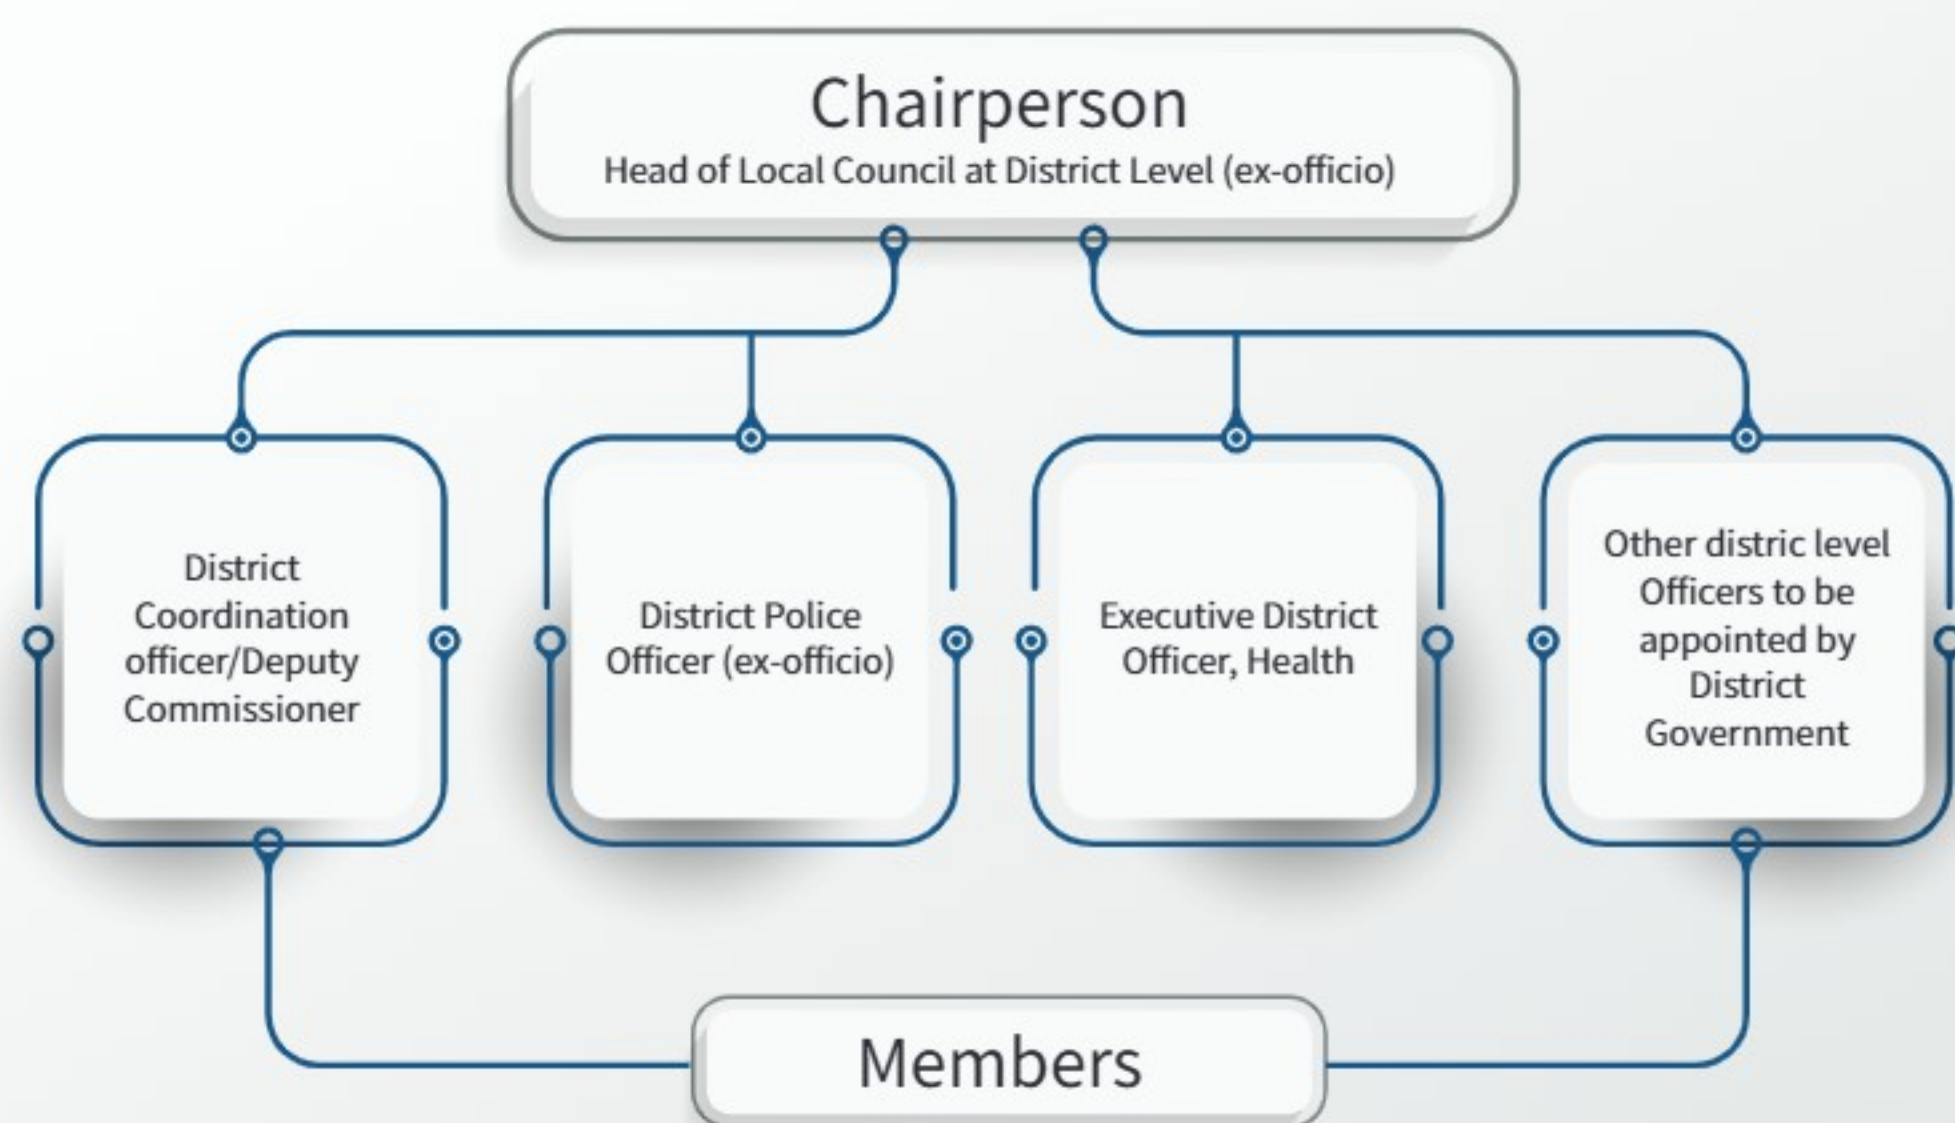 Chairperson
Head of Local Council at District Level (ex-officio)
District
Coordination
officer/Deputy
Commissioner
District Police
Officer (ex-officio)
Executive District
Officer, Health
Other distric level
Officers to be
appointed by
District
Government
Members